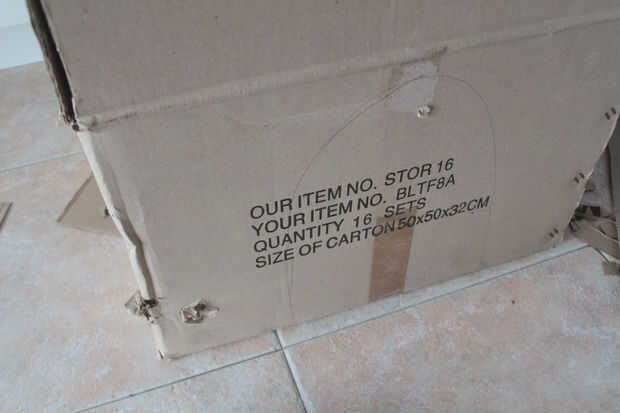 OUR ITEM NO. STOR 16
YOUR ITEM NO. BLTF8A
QUANTITY 16 SETS
SIZE OF CARTON 50x50x32CM